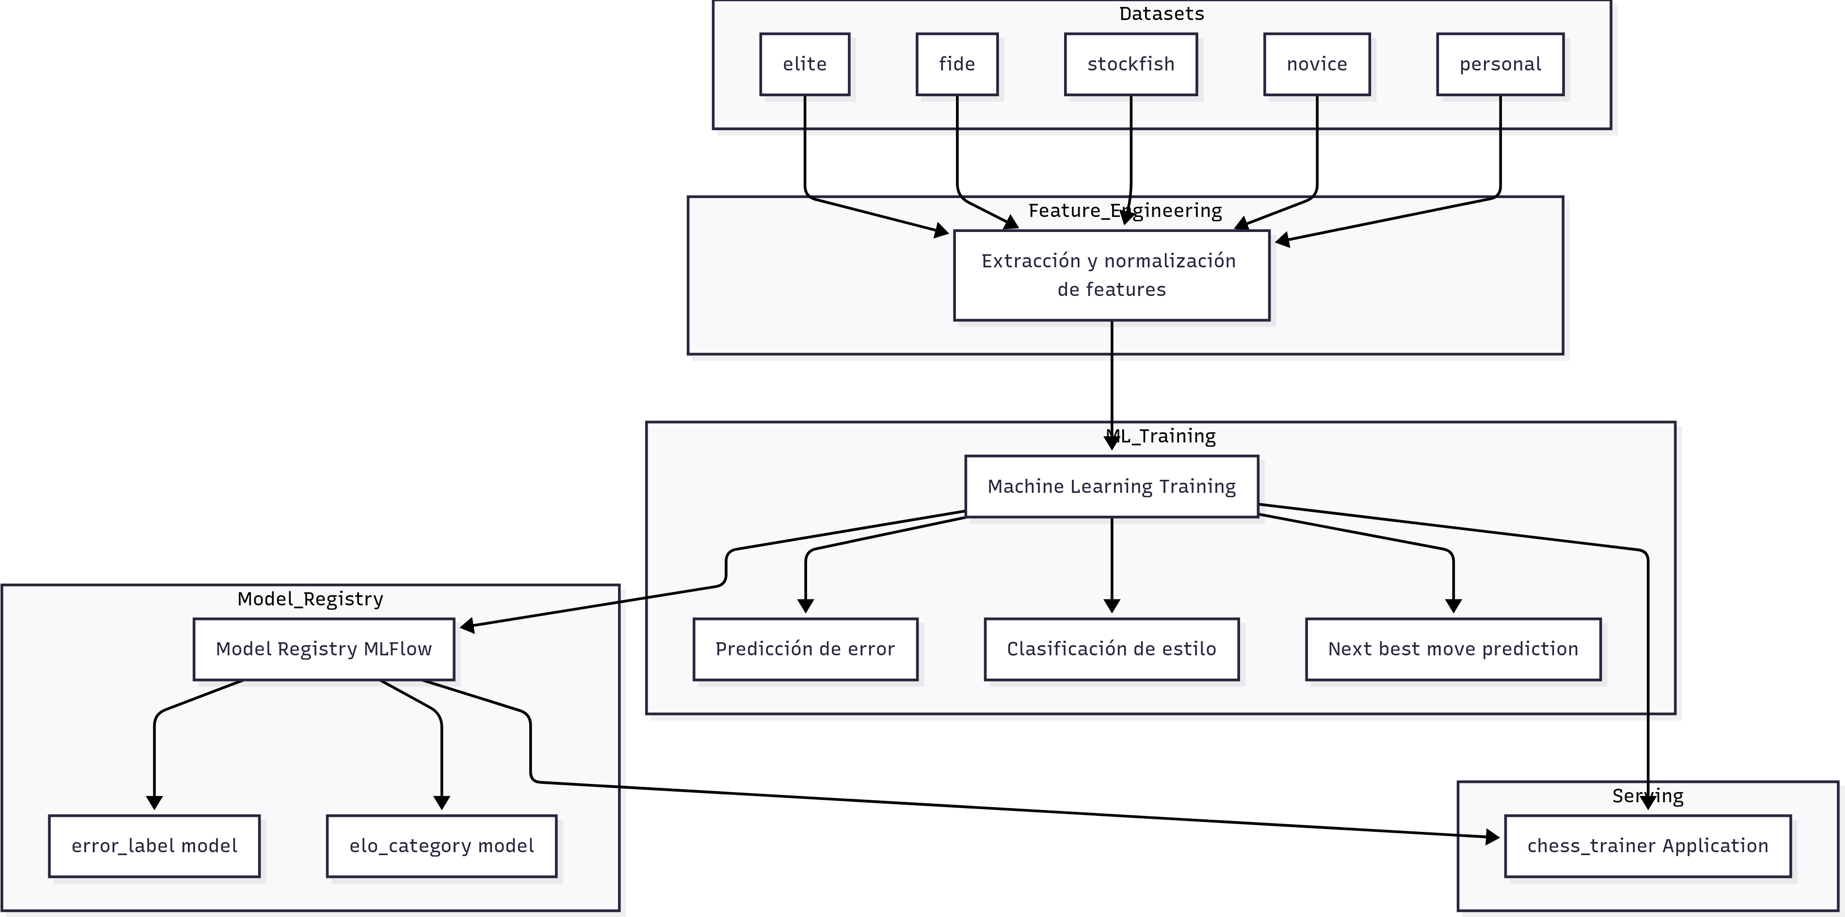 Datasets
elite
fide
stockfish
novice
personal
Feature_Engineering
Extracción y normalización
de features
ML_Training
Machine Learning Training
Model_Registry
Model Registry MLFlow
Predicción de error
Clasificación de estilo
Next best move prediction
Serving
error_label model
elo_category model
chess_trainer Application